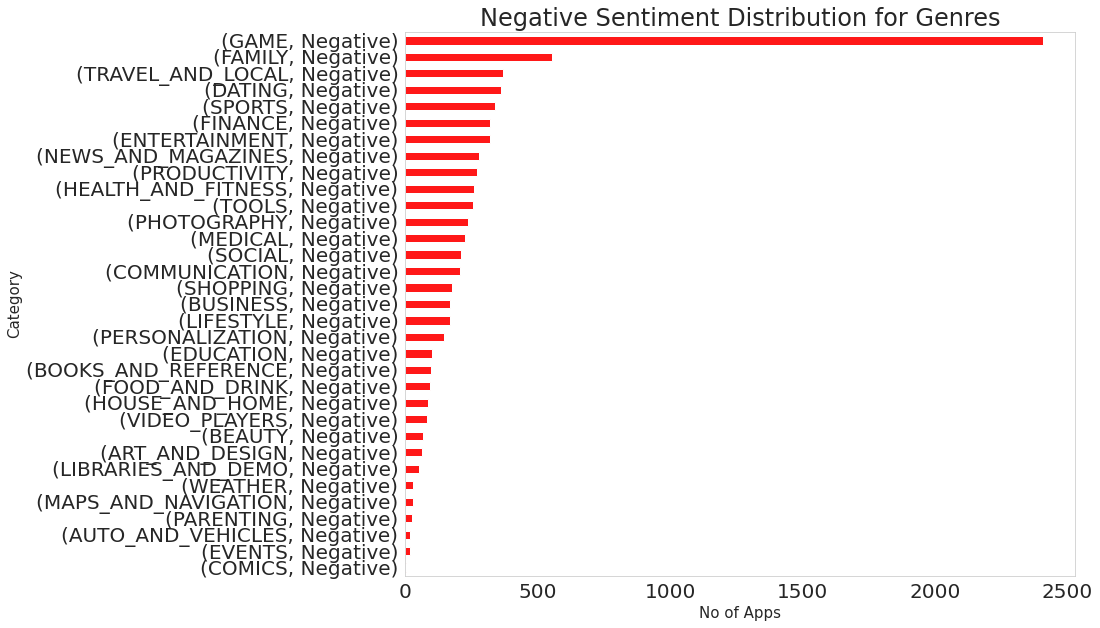 Negative Sentiment Distribution for Genres
(GAME, Negative)
(FAMILY, Negative)
(TRAVEL_AND_LOCAL, Negative)
(DATING, Negative)
(SPORTS, Negative)
(FINANCE, Negative)
(ENTERTAINMENT, Negative)
(NEWS_AND_MAGAZINES, Negative)
(PRODUCTIVITY, Negative)
(HEALTH_AND_FITNESS, Negative)
(TOOLS, Negative)
(PHOTOGRAPHY, Negative)
(MEDICAL, Negative)
(SOCIAL, Negative)
(COMMUNICATION, Negative)
(SHOPPING, Negative)
(BUSINESS, Negative)
(LIFESTYLE, Negative)
(PERSONALIZATION, Negative)
(EDUCATION, Negative)
(BOOKS_AND_REFERENCE, Negative)
(FOOD_AND_DRINK, Negative)
(HOUSE_AND_HOME, Negative)
(VIDEO_PLAYERS, Negative)
(BEAUTY, Negative)
(ART_AND_DESIGN, Negative)
(LIBRARIES_AND_DEMO, Negative)
(WEATHER, Negative)
(MAPS_AND_NAVIGATION, Negative)
(PARENTING, Negative)
(AUTO_AND_VEHICLES, Negative)
(EVENTS, Negative)
(COMICS, Negative)
Category
0 500 1000 1500 2000 2500
No of Apps